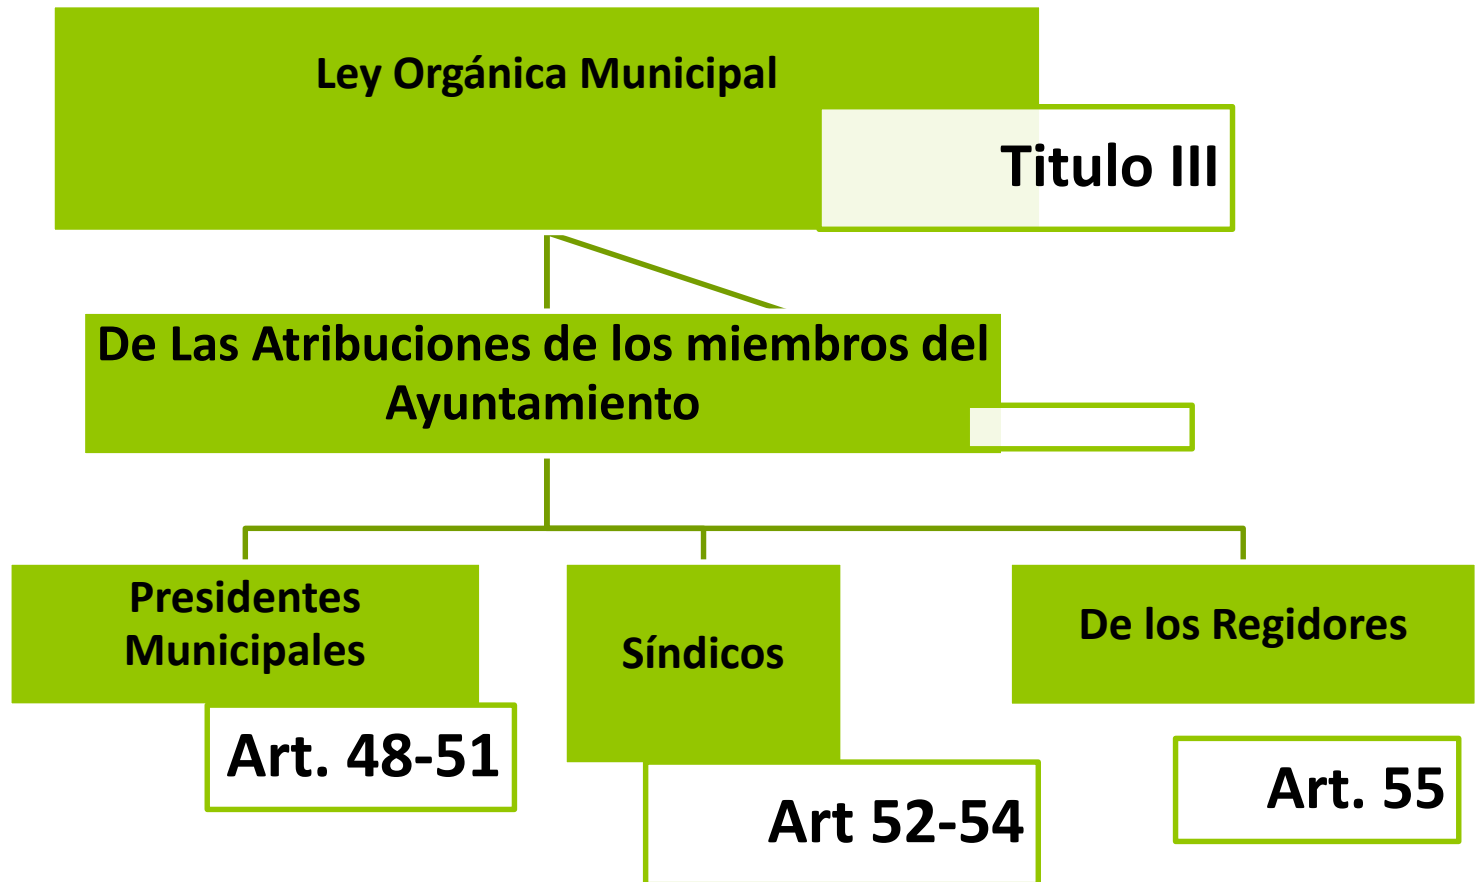 Ley Orgánica Municipal
Titulo III
De Las Atribuciones de los miembros del
Ayuntamiento
Presidentes
Municipales
Art. 48-51
Síndicos
Art 52-54
De los Regidores
Art. 55